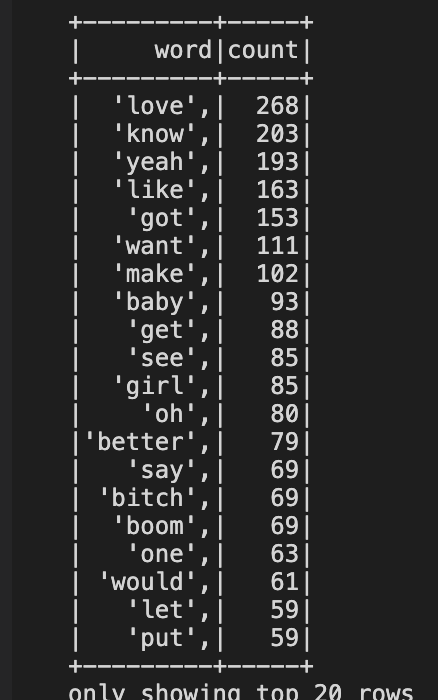 +---------+-----+
|     word|count|
+---------+-----+
|  'love',|  268|
|  'know',|  203|
|  'yeah',|  193|
|  'like',|  163|
|   'got',|  153|
|  'want',|  111|
|  'make',|  102|
|  'baby',|   93|
|   'get',|   88|
|   'see',|   85|
|  'girl',|   85|
|    'oh',|   80|
|'better',|   79|
|   'say',|   69|
| 'bitch',|   69|
|  'boom',|   69|
|   'one',|   63|
| 'would',|   61|
|   'let',|   59|
|   'put',|   59|
+---------+-----+
only showing top 20 rows